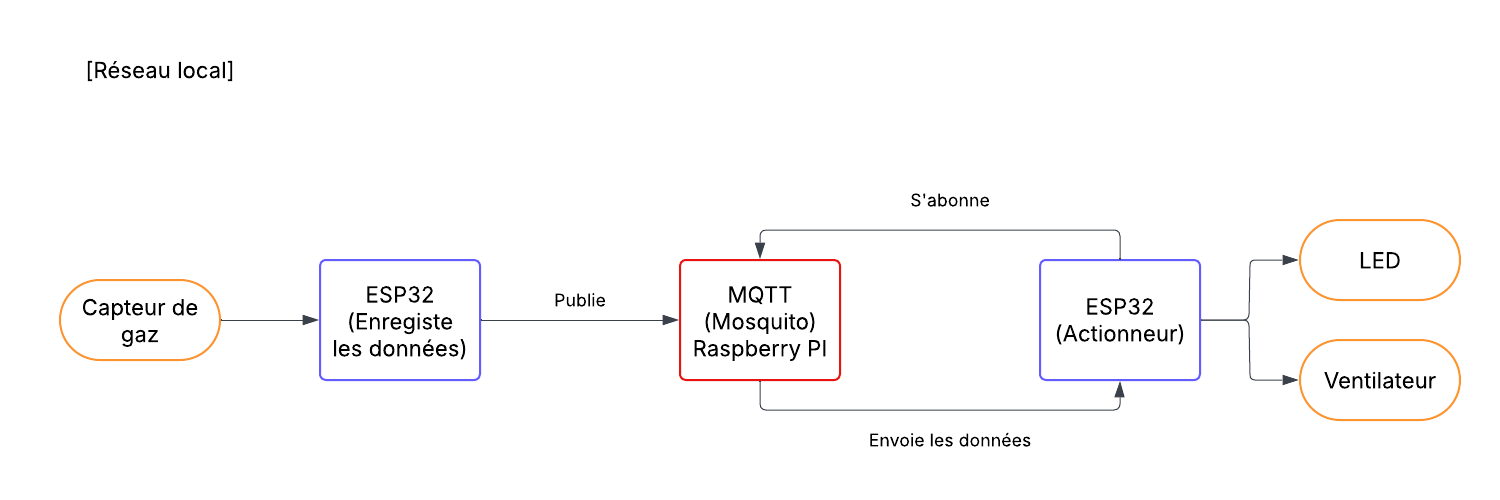 [Réseau local]
S'abonne
Capteur de
gaz
ESP32
(Enregiste
les données)
Publie
MQTT
(Mosquito)
Raspberry PI
ESP32
(Actionneur)
LED
Ventilateur
Envoie les données